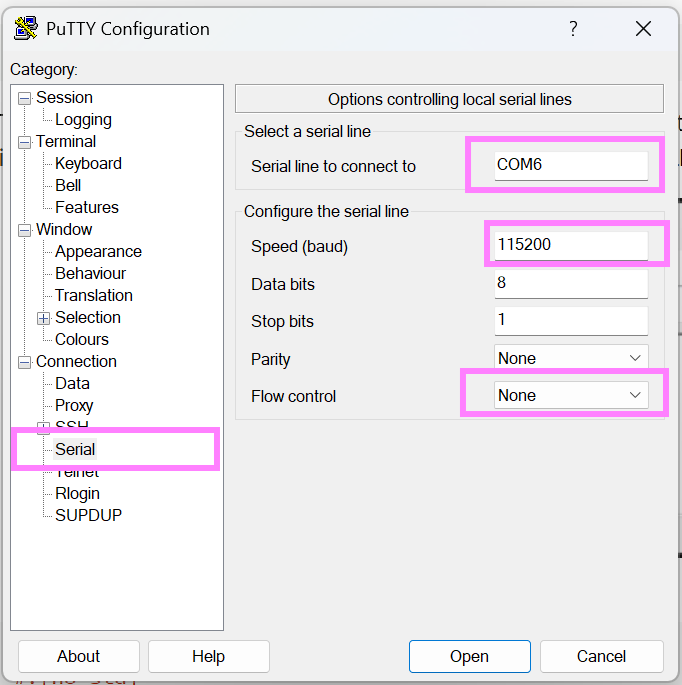 PuTTY Configuration
?
Category:
Session
Logging
Terminal
Keyboard
Bell
Features
Window
Appearance
Behaviour
Translation
Selection
Colours
Connection
Data
Proxy
SSH
Serial
Telnet
Rlogin
SUPDUP
Options controlling local serial lines
Select a serial line
Serial line to connect to COM6
Configure the serial line
Speed (baud) 115200
Data bits 8
Stop bits 1
Parity None
Flow control None
About Help Open Cancel